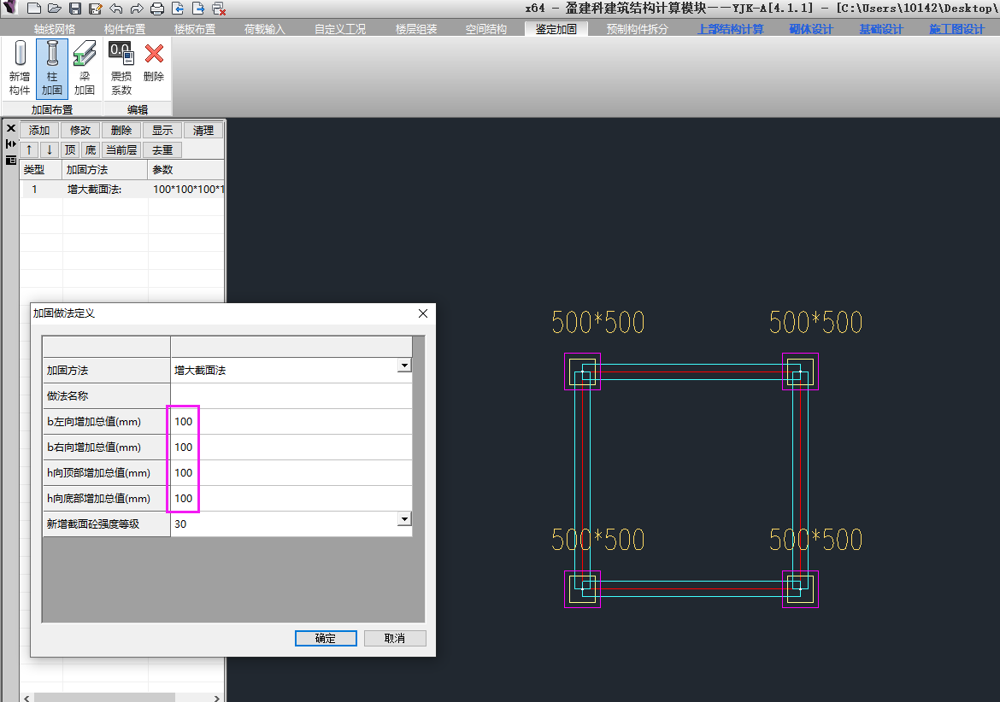 x64 - 盈建科建筑结构计算模块---YJK-A[4.1.1] - [C:\Users\10142\Desktop\
轴线网格 构件布置 楼板布置 荷载输入 自定义工况 楼层组装 空间结构 鉴定加固 预制构件拆分 上部结构计算 砌体设计 基础设计 施工图设计
新增构件 柱加固 梁加固 震损系数 删除
加固布置 编辑
添加 修改 删除 显示 清理
↑ ↓ 顶 底 当前层 去重
类型 加固方法 参数
1 增大截面法: 100*100*100*1
加固做法定义
加固方法 增大截面法
做法名称
b左向增加总值(mm) 100
b右向增加总值(mm) 100
h向顶部增加总值(mm) 100
h向底部增加总值(mm) 100
新增截面砼强度等级 30
确定 取消
500*500 500*500
500*500 500*500